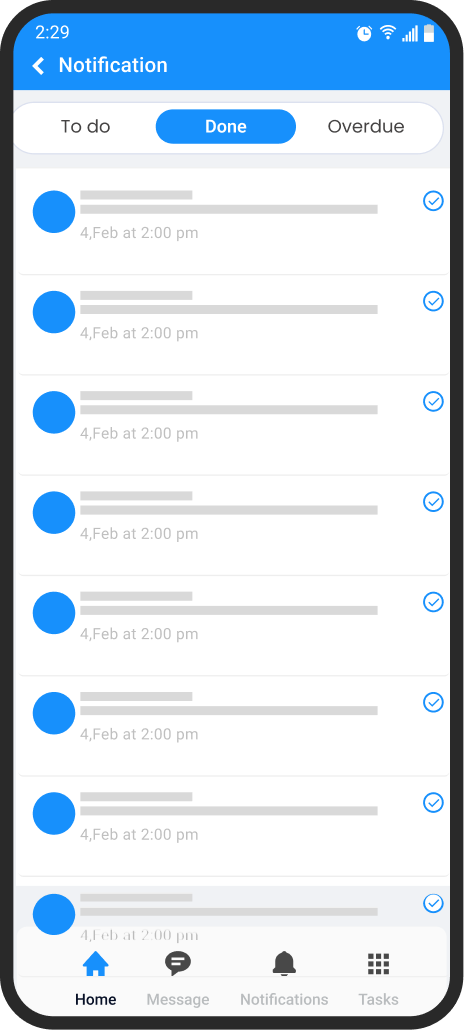 2:29
Notification
To do Done Overdue
4,Feb at 2:00 pm
4,Feb at 2:00 pm
4,Feb at 2:00 pm
4,Feb at 2:00 pm
4,Feb at 2:00 pm
4,Feb at 2:00 pm
4,Feb at 2:00 pm
4,Feb at 2:00 pm
Home Message Notifications Tasks